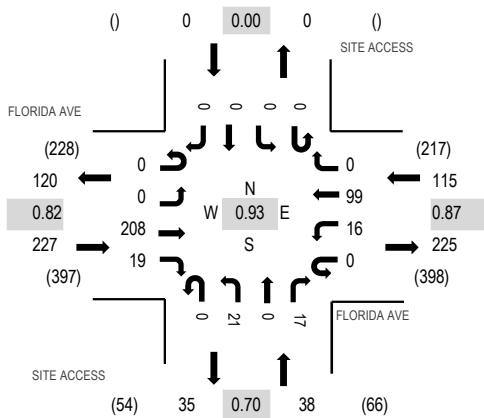 () 0 0.00 0 ()
SITE ACCESS
0 0 0 0
FLORIDA AVE
(228) 0 0 (217)
120 115
0 N 99
0.82 W 0.93 E 0.87
208 S 16
227 225
19 0
(397) (398)
0 21 0 17
FLORIDA AVE
SITE ACCESS
(54) 35 0.70 38 (66)